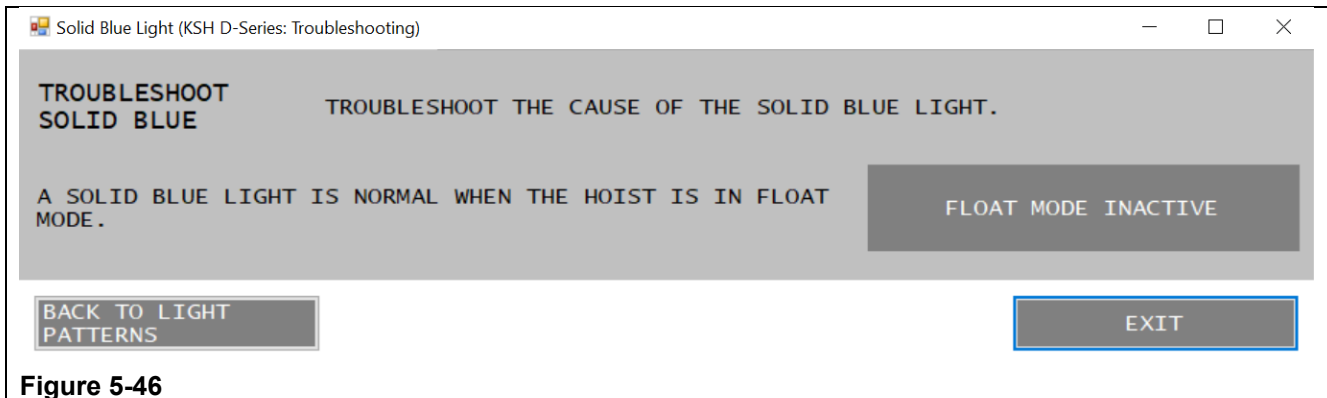 Solid Blue Light (KSH D-Series: Troubleshooting)
TROUBLESHOOT
SOLID BLUE
TROUBLESHOOT THE CAUSE OF THE SOLID BLUE LIGHT.
A SOLID BLUE LIGHT IS NORMAL WHEN THE HOIST IS IN FLOAT
MODE.
FLOAT MODE INACTIVE
BACK TO LIGHT
PATTERNS
EXIT
Figure 5-46